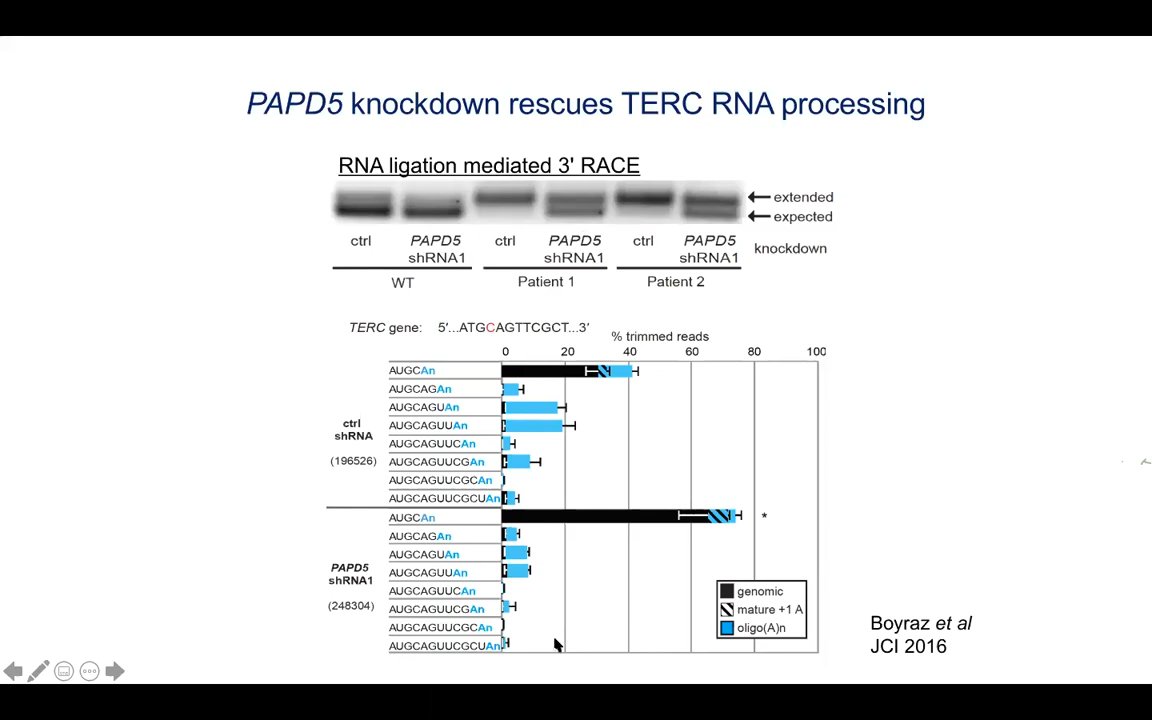 PAPD5 knockdown rescues TERC RNA processing
RNA ligation mediated 3' RACE
extended
expected
ctrl PAPD5 shRNA1 ctrl PAPD5 shRNA1 ctrl PAPD5 shRNA1 knockdown
WT Patient 1 Patient 2
TERC gene: 5'...ATGCAGTTCGCT...3'
% trimmed reads
0 20 40 60 80 100
ctrl
shRNA
(196526)
AUGCAn
AUGCAGAn
AUGCAGUAn
AUGCAGUUAn
AUGCAGUUCAn
AUGCAGUUCGAn
AUGCAGUUCGCAn
AUGCAGUUCGCUAn
PAPD5
shRNA1
(248304)
AUGCAn
AUGCAGAn
AUGCAGUAn
AUGCAGUUAn
AUGCAGUUCAn
AUGCAGUUCGAn
AUGCAGUUCGCAn
AUGCAGUUCGCUAn
*
genomic
mature +1 A
oligo(A)n
Boyraz et al
JCI 2016